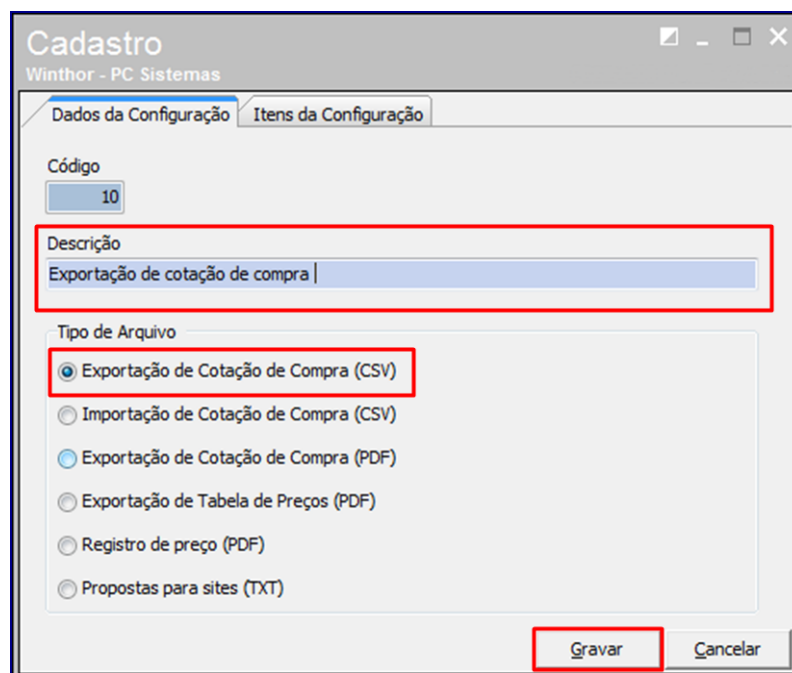 Cadastro
Winthor - PC Sistemas
Dados da Configuração Itens da Configuração
Código
10
Descrição
Exportação de cotação de compra
Tipo de Arquivo
Exportação de Cotação de Compra (CSV)
Importação de Cotação de Compra (CSV)
Exportação de Cotação de Compra (PDF)
Exportação de Tabela de Preços (PDF)
Registro de preço (PDF)
Propostas para sites (TXT)
Gravar Cancelar